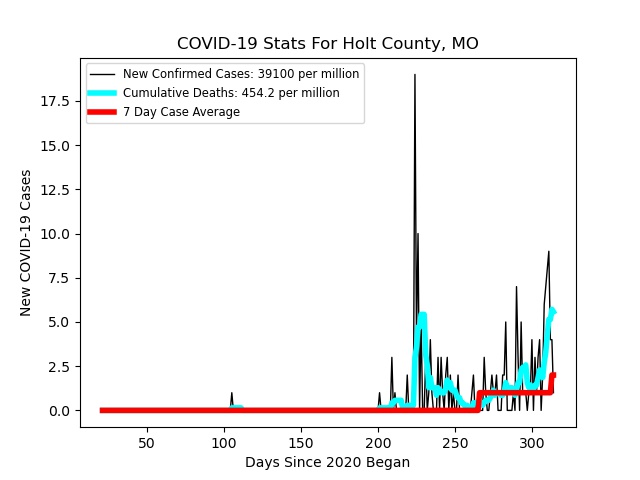 COVID-19 Stats For Holt County, MO
New Confirmed Cases: 39100 per million
Cumulative Deaths: 454.2 per million
7 Day Case Average
New COVID-19 Cases
17.5
15.0
12.5
10.0
7.5
5.0
2.5
0.0
50 100 150 200 250 300
Days Since 2020 Began